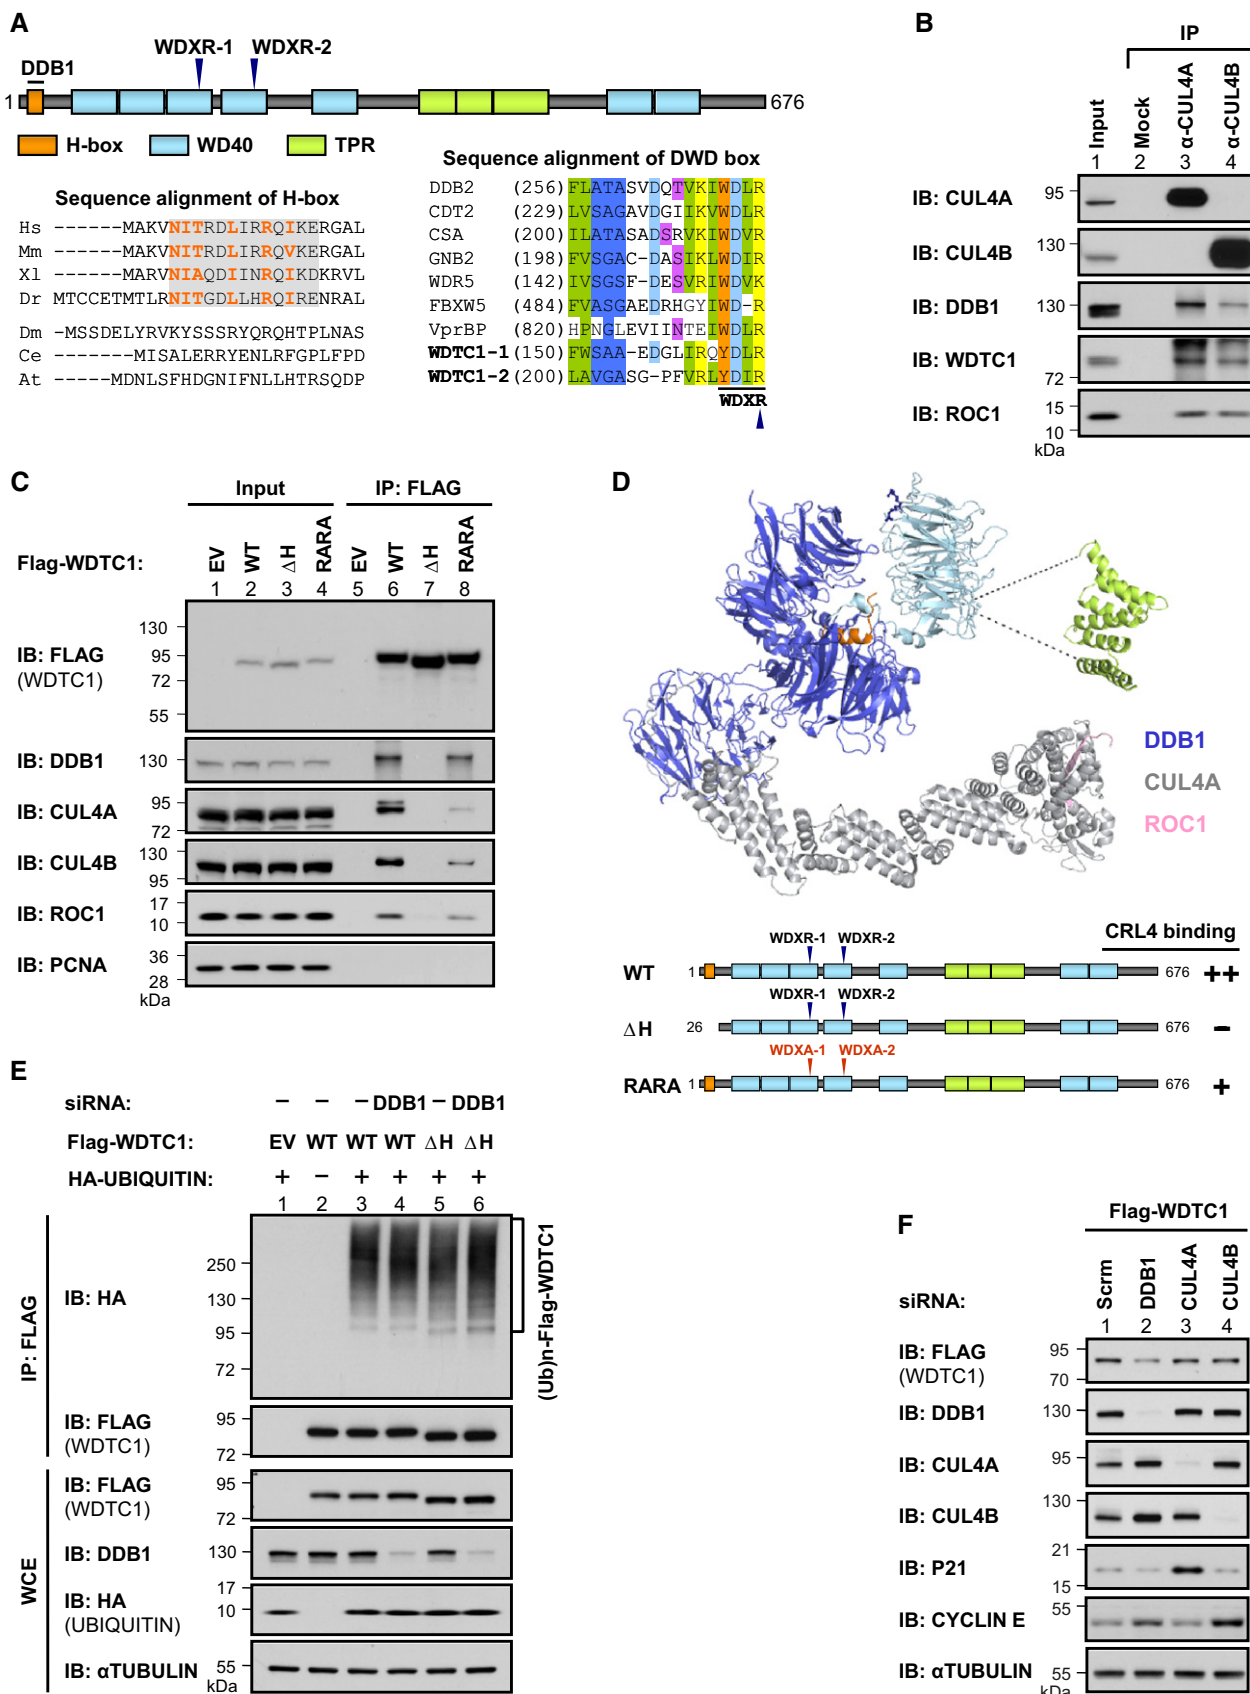 A
WDXR-1 WDXR-2
DDB1
1 676
H-box WD40 TPR
Sequence alignment of H-box
Hs ------MAKVNITRDLIRRQIKERGAL
Mm ------MAKVNITRDLIRRQVKERGAL
Xl ------MARVNIAQDIINRQIKDKRVL
Dr MTCCETMTLRNITGDLLHRQIRENRAL
Dm -MSSDELYRVKYSSSRYQRQHTPLNAS
Ce -------MISALERRYENLRFGPLFPD
At -----MDNLSFHDGNIFNLLHTRSQDP
Sequence alignment of DWD box
DDB2 (256) FLATASVDQTVKIWDLR
CDT2 (229) LVSAGAVDGIIKVWDLR
CSA (200) ILATASADSRVKIWDVR
GNB2 (198) FVSGAC-DASIKLWDIR
WDR5 (142) IVSGSF-DESVRIWDVK
FBXW5 (484) FVASGAEDRHGYIWD-R
VprBP (820) HPNGLEVIINTEIWDLR
WDTC1-1 (150) FWSAA-EDGLIRQYDLR
WDTC1-2 (200) LAVGASG-PFVRLYDIR
WDXR
B
IP
Input Mock α-CUL4A α-CUL4B
1 2 3 4
IB: CUL4A 95
IB: CUL4B 130
IB: DDB1 130
IB: WDTC1 72
IB: ROC1 15
10
kDa
C
Input IP: FLAG
Flag-WDTC1: EV WT ΔH RARA EV WT ΔH RARA
1 2 3 4 5 6 7 8
130
IB: FLAG 95
(WDTC1) 72
55
IB: DDB1 130
IB: CUL4A 95
72
IB: CUL4B 130
95
IB: ROC1 17
10
IB: PCNA 36
28
kDa
D
DDB1
CUL4A
ROC1
CRL4 binding
WDXR-1 WDXR-2
WT 1 676 ++
WDXR-1 WDXR-2
ΔH 26 676 −
WDXA-1 WDXA-2
RARA 1 676 +
E
siRNA: − − − DDB1 − DDB1
Flag-WDTC1: EV WT WT WT ΔH ΔH
HA-UBIQUITIN: + − + + + +
1 2 3 4 5 6
IP: FLAG
250
IB: HA 130
95
72
(Ub)n-Flag-WDTC1
IB: FLAG 95
(WDTC1) 72
WCE
IB: FLAG 95
(WDTC1) 72
IB: DDB1 130
IB: HA 17
(UBIQUITIN) 10
IB: αTUBULIN 55
kDa
F
Flag-WDTC1
siRNA: Scrm DDB1 CUL4A CUL4B
1 2 3 4
IB: FLAG 95
(WDTC1) 70
IB: DDB1 130
IB: CUL4A 95
IB: CUL4B 130
IB: P21 21
15
IB: CYCLIN E 55
IB: αTUBULIN 55
kDa